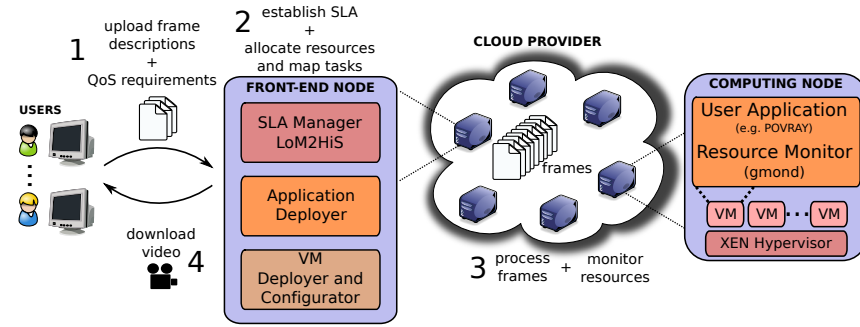 1
upload frame
descriptions
+
QoS requirements
2
establish SLA
+
allocate resources
and map tasks
USERS
FRONT-END NODE
SLA Manager
LoM2HiS
Application
Deployer
VM
Deployer and
Configurator
download
video
4
CLOUD PROVIDER
frames
3
process
frames
+
monitor
resources
COMPUTING NODE
User Application
(e.g. POVRAY)
Resource Monitor
(gmond)
VM
VM
VM
XEN Hypervisor